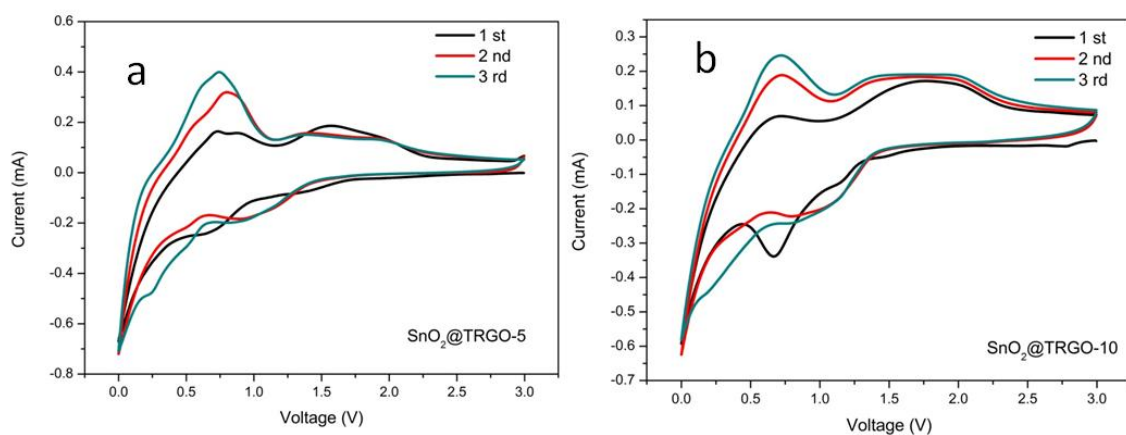 a
1 st
2 nd
3 rd
0.6
0.4
0.2
0.0
-0.2
-0.4
-0.6
-0.8
Current (mA)
SnO₂@TRGO-5
0.0 0.5 1.0 1.5 2.0 2.5 3.0
Voltage (V)
b
1 st
2 nd
3 rd
0.3
0.2
0.1
0.0
-0.1
-0.2
-0.3
-0.4
-0.5
-0.6
-0.7
Current (mA)
SnO₂@TRGO-10
0.0 0.5 1.0 1.5 2.0 2.5 3.0
Voltage (V)